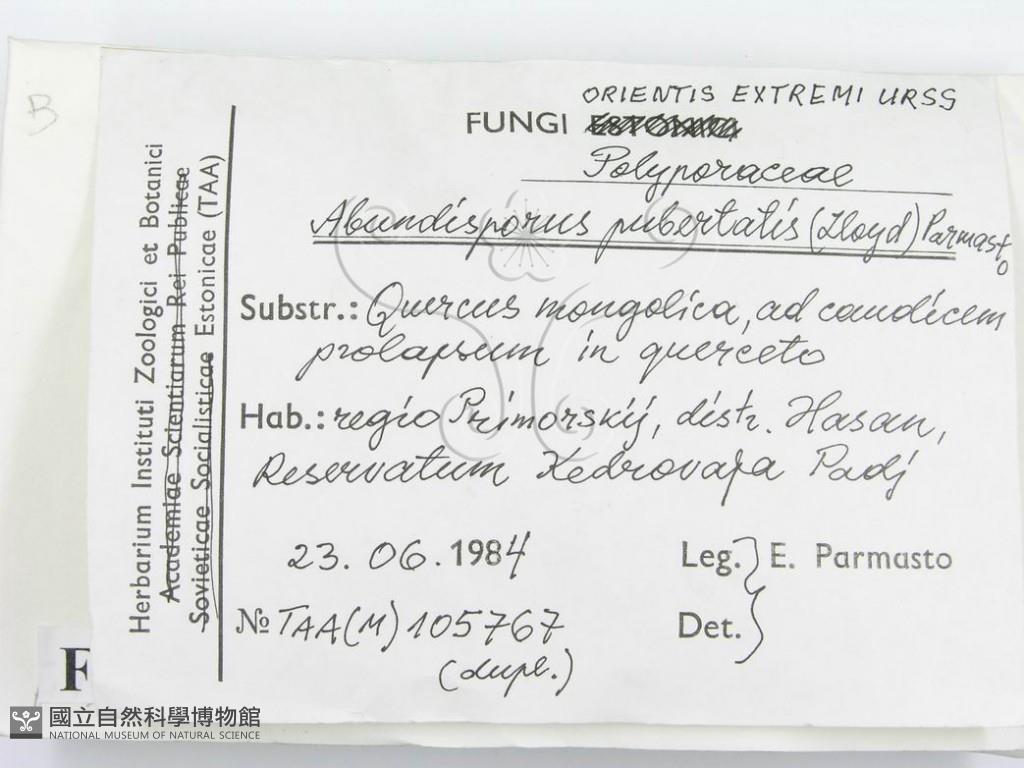 B
ORIENTIS EXTREMI URSS
FUNGI ESTONICA
Polyporaceae
Abundisporus pubertatis (Lloyd) Parmasto
Substr.: Quercus mongolica, ad caudicem
prolapsum in querceto
Hab.: regio Primorskij, distr. Hasan,
Reservatum Kedrovaja Padj
23. 06. 1984
Leg. } E. Parmasto
№ TAA(M) 105767
Det. }
(dupl.)
Herbarium Instituti Zoologici et Botanici
Academiae Scientiarum Rei Publicae
Sovieticae Socialisticae Estonicae (TAA)
F
國立自然科學博物館
NATIONAL MUSEUM OF NATURAL SCIENCE